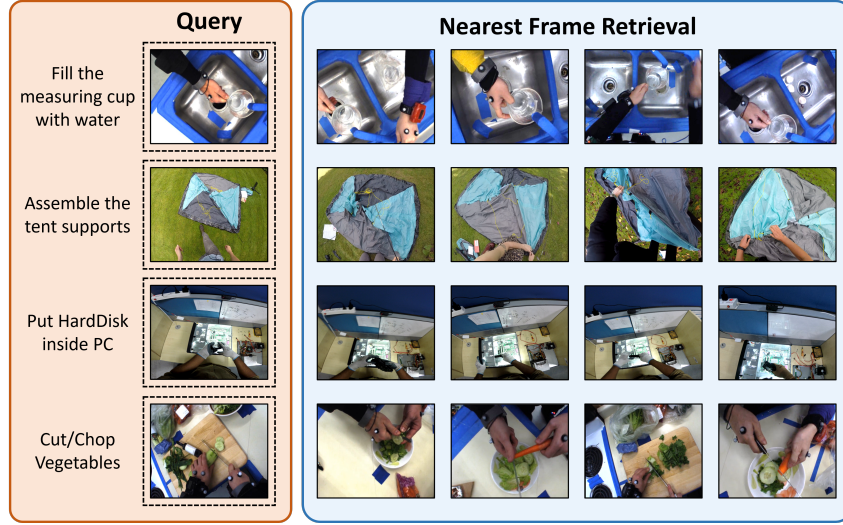 Query
Nearest Frame Retrieval
Fill the
measuring cup
with water
Assemble the
tent supports
Put HardDisk
inside PC
Cut/Chop
Vegetables